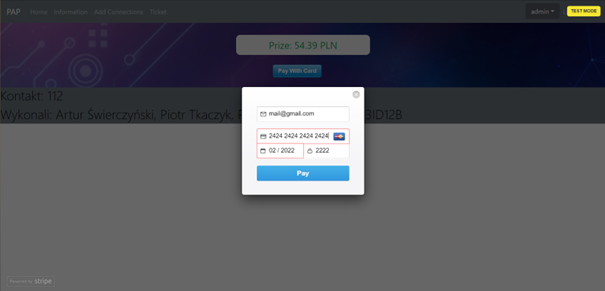 PAP Home Information Add Connections Ticket admin TEST MODE
Prize: 54.39 PLN
Pay With Card
Kontakt: 112
Wykonali: Artur Świerczyński, Piotr Tkaczyk, 3ID12B
mail@gmail.com
2424 2424 2424 2424
02 / 2022 2222
Pay
Powered by stripe